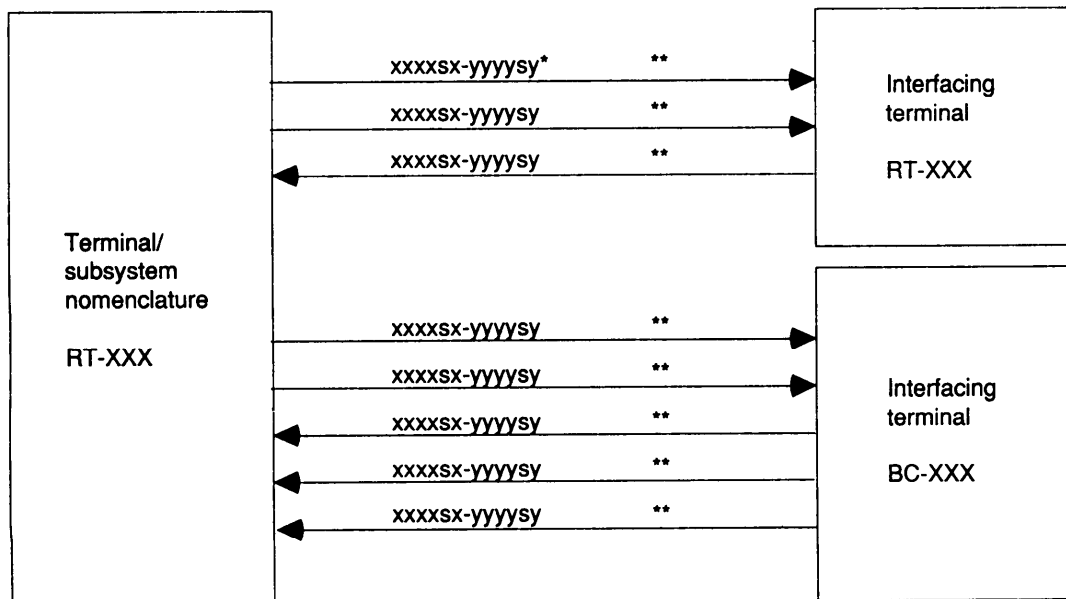 Terminal/
subsystem
nomenclature
RT-XXX
xxxxsx-yyyysy* **
xxxxsx-yyyysy **
xxxxsx-yyyysy **
Interfacing
terminal
RT-XXX
xxxxsx-yyyysy **
xxxxsx-yyyysy **
xxxxsx-yyyysy **
xxxxsx-yyyysy **
xxxxsx-yyyysy **
Interfacing
terminal
BC-XXX